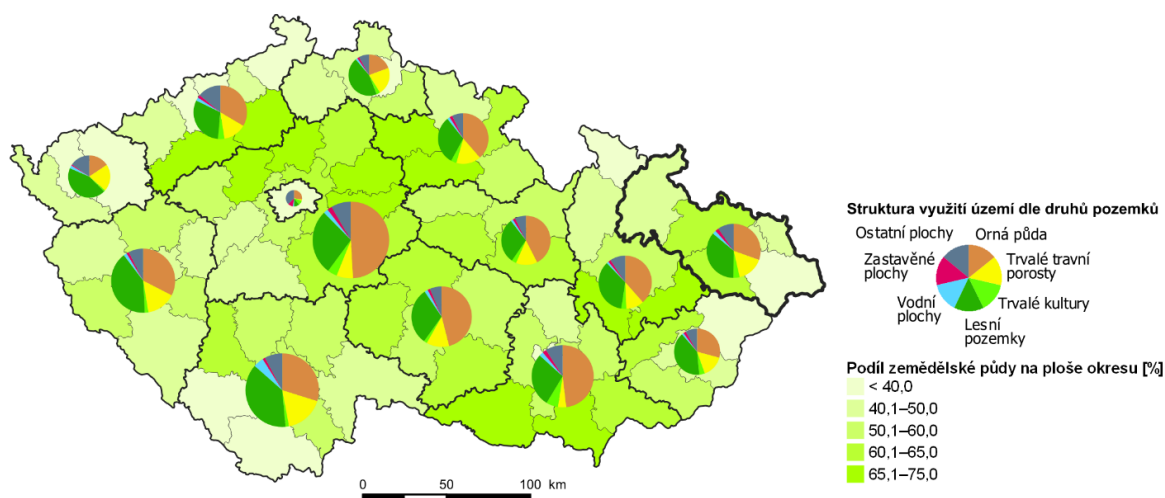 Struktura využití území dle druhů pozemků
Ostatní plochy
Orná půda
Zastavěné
plochy
Trvalé travní
porosty
Vodní
plochy
Trvalé kultury
Lesní
pozemky
Podíl zemědělské půdy na ploše okresu [%]
< 40,0
40,1–50,0
50,1–60,0
60,1–65,0
65,1–75,0
0 50 100 km